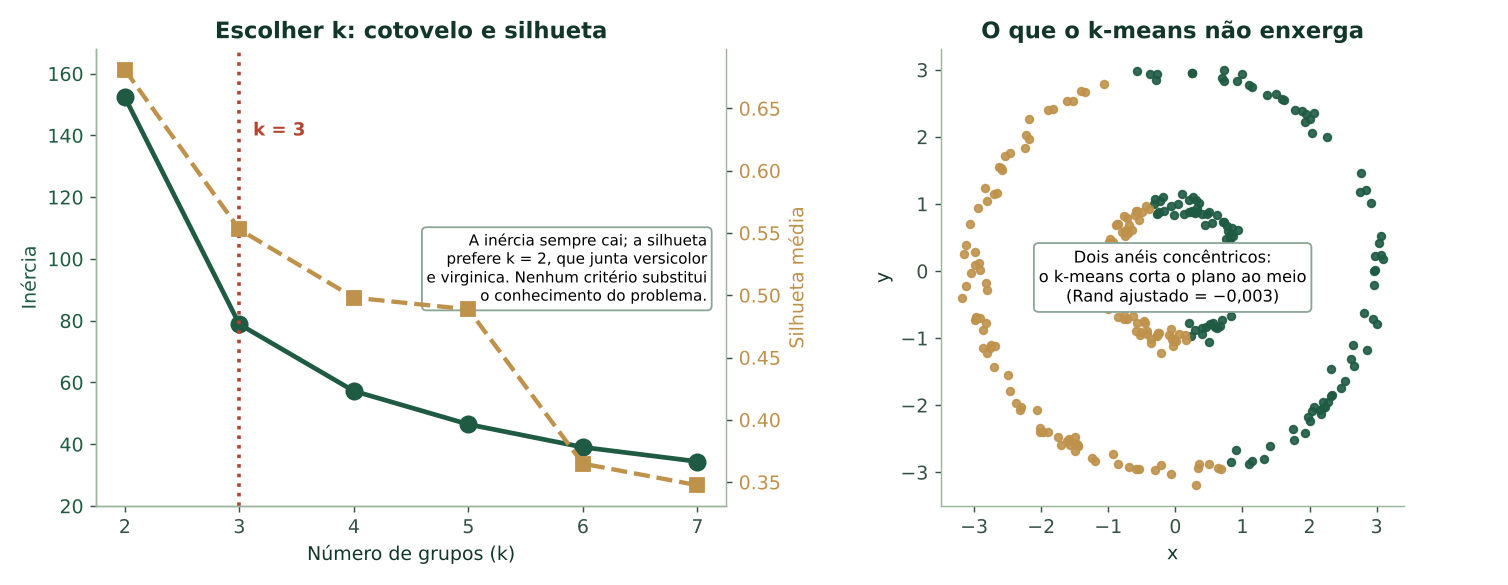 Escolher k: cotovelo e silhueta
160
140
120
100
80
60
40
20
Inércia
k = 3
A inércia sempre cai; a silhueta
prefere k = 2, que junta versicolor
e virginica. Nenhum critério substitui
o conhecimento do problema.
0.65
0.60
0.55
0.50
0.45
0.40
0.35
Silhueta média
2 3 4 5 6 7
Número de grupos (k)
O que o k-means não enxerga
3
2
1
0
−1
−2
−3
y
Dois anéis concêntricos:
o k-means corta o plano ao meio
(Rand ajustado = −0,003)
−3 −2 −1 0 1 2 3
x